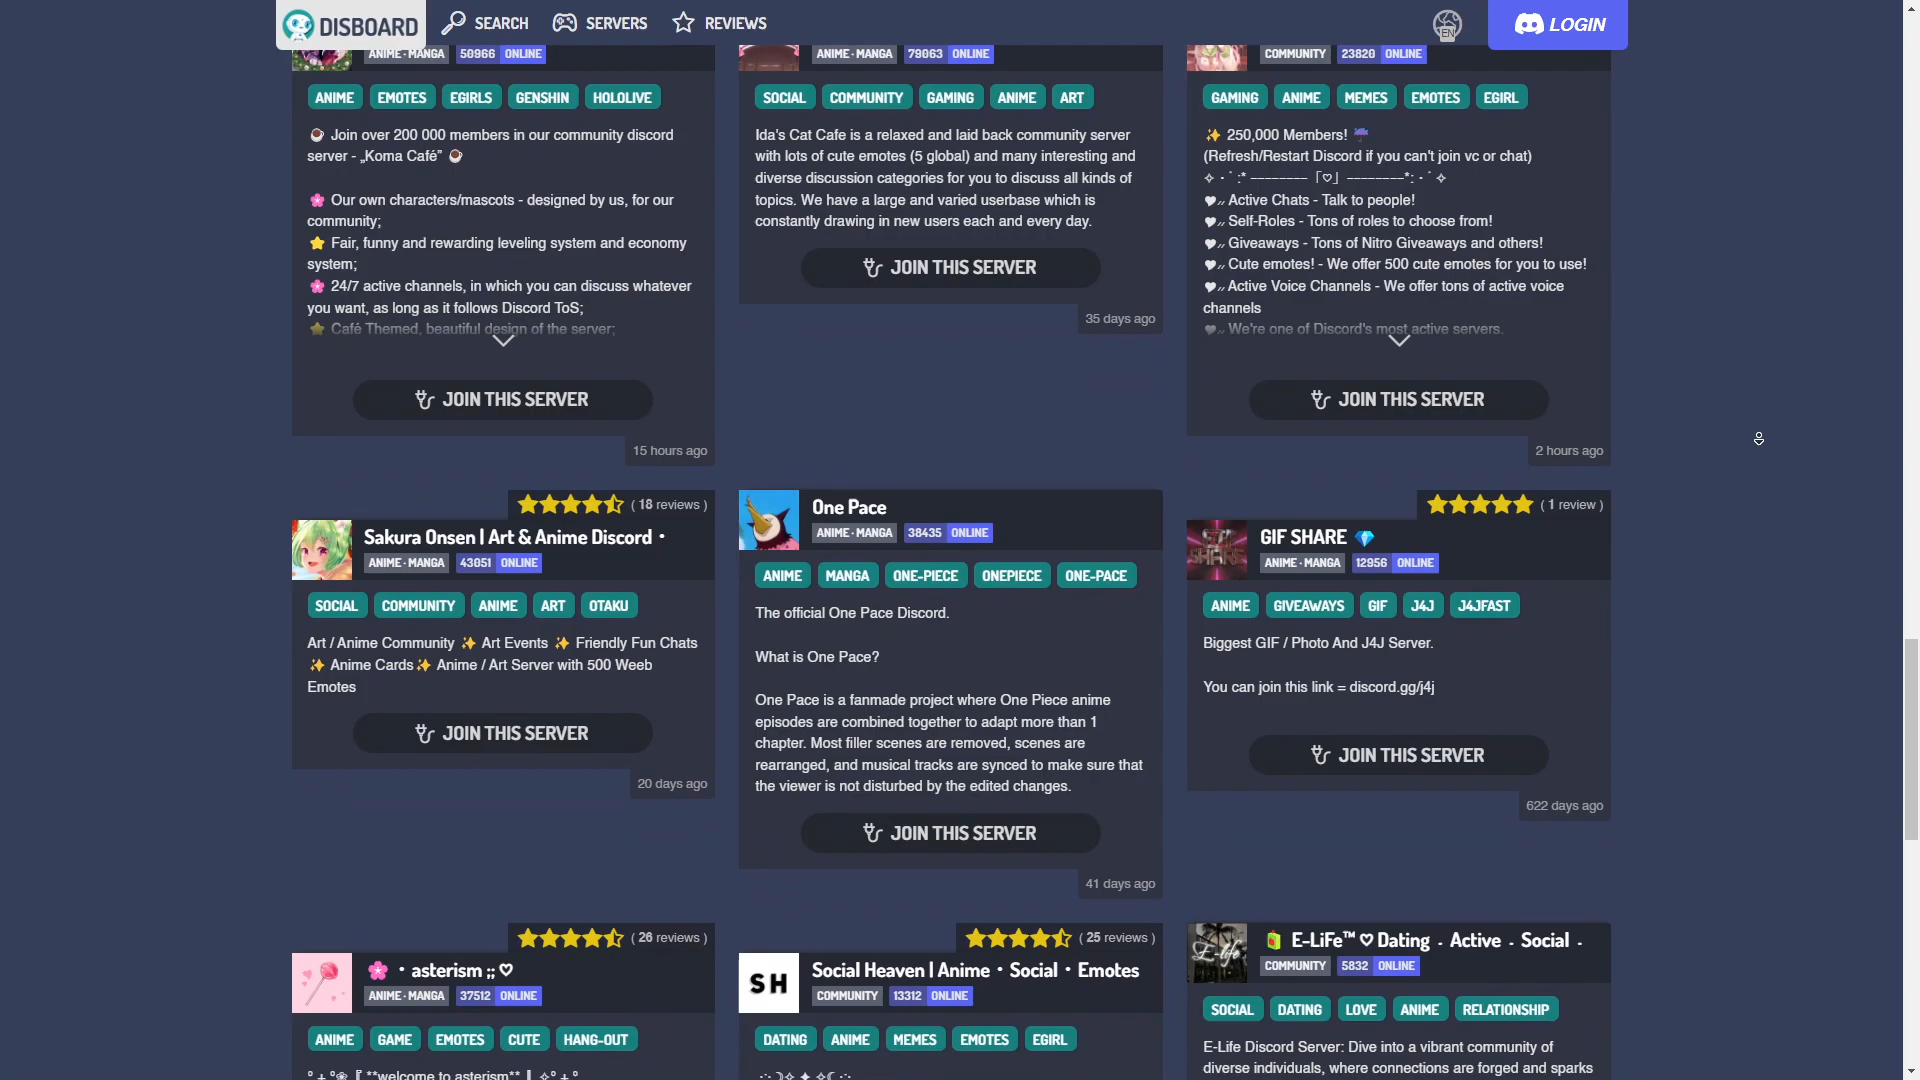 DISBOARD
SEARCH
SERVERS
REVIEWS
EN
LOGIN
ANIME · MANGA 50966 ONLINE
ANIME EMOTES EGIRLS GENSHIN HOLOLIVE
☕ Join over 200 000 members in our community discord
server - „Koma Café” ☕
🌸 Our own characters/mascots - designed by us, for our
community;
⭐ Fair, funny and rewarding leveling system and economy
system;
🌸 24/7 active channels, in which you can discuss whatever
you want, as long as it follows Discord ToS;
⭐ Café Themed, beautiful design of the server;
JOIN THIS SERVER
15 hours ago
ANIME · MANGA 79063 ONLINE
SOCIAL COMMUNITY GAMING ANIME ART
Ida's Cat Cafe is a relaxed and laid back community server
with lots of cute emotes (5 global) and many interesting and
diverse discussion categories for you to discuss all kinds of
topics. We have a large and varied userbase which is
constantly drawing in new users each and every day.
JOIN THIS SERVER
35 days ago
COMMUNITY 23820 ONLINE
GAMING ANIME MEMES EMOTES EGIRL
✨ 250,000 Members! ☔
(Refresh/Restart Discord if you can't join vc or chat)
✧ ･ ﾟ :* −−−−−−−− ｢♡｣ −−−−−−−−*: ･ ﾟ ✧
Active Chats - Talk to people!
Self-Roles - Tons of roles to choose from!
Giveaways - Tons of Nitro Giveaways and others!
Cute emotes! - We offer 500 cute emotes for you to use!
Active Voice Channels - We offer tons of active voice
channels
We're one of Discord's most active servers.
JOIN THIS SERVER
2 hours ago
( 18 reviews )
Sakura Onsen | Art & Anime Discord •
ANIME · MANGA 43051 ONLINE
SOCIAL COMMUNITY ANIME ART OTAKU
Art / Anime Community ✨ Art Events ✨ Friendly Fun Chats
✨ Anime Cards✨ Anime / Art Server with 500 Weeb
Emotes
JOIN THIS SERVER
20 days ago
One Pace
ANIME · MANGA 38435 ONLINE
ANIME MANGA ONE-PIECE ONEPIECE ONE-PACE
The official One Pace Discord.
What is One Pace?
One Pace is a fanmade project where One Piece anime
episodes are combined together to adapt more than 1
chapter. Most filler scenes are removed, scenes are
rearranged, and musical tracks are synced to make sure that
the viewer is not disturbed by the edited changes.
JOIN THIS SERVER
41 days ago
( 1 review )
GIF SHARE
GIF SHARE 💎
ANIME · MANGA 12956 ONLINE
ANIME GIVEAWAYS GIF J4J J4JFAST
Biggest GIF / Photo And J4J Server.
You can join this link = discord.gg/j4j
JOIN THIS SERVER
622 days ago
( 26 reviews )
🌸 • asterism ;; ♡
ANIME · MANGA 37512 ONLINE
ANIME GAME EMOTES CUTE HANG-OUT
**welcome to asterism**
( 25 reviews )
SH
Social Heaven | Anime • Social • Emotes
COMMUNITY 13312 ONLINE
DATING ANIME MEMES EMOTES EGIRL
E-life
E-LiFe™ ♡ Dating . Active . Social .
COMMUNITY 5832 ONLINE
SOCIAL DATING LOVE ANIME RELATIONSHIP
E-Life Discord Server: Dive into a vibrant community of
diverse individuals, where connections are forged and sparks